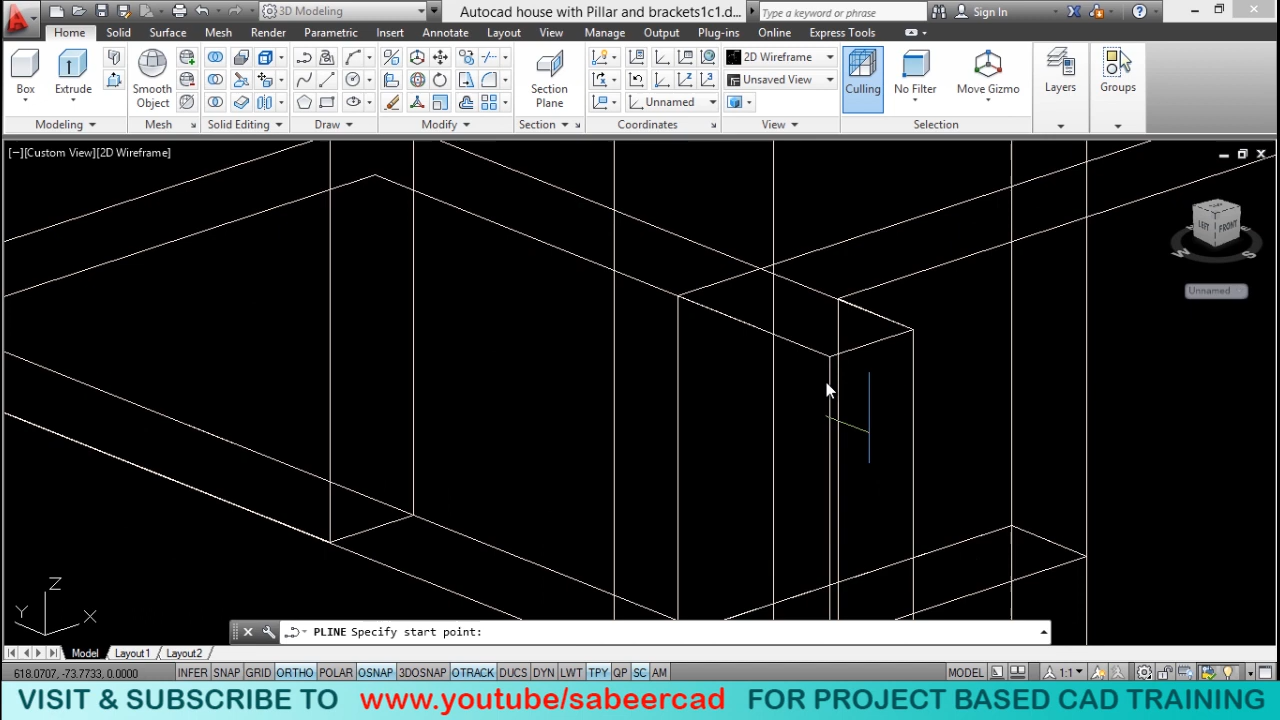 3D Modeling
Autocad house with Pillar and brackets1c1.d...
Type a keyword or phrase
Sign In
Home Solid Surface Mesh Render Parametric Insert Annotate Layout View Manage Output Plug-ins Online Express Tools
Box
Extrude
Smooth
Object
Section
Plane
2D Wireframe
Unsaved View
Unnamed
Culling
No Filter
Move Gizmo
Layers
Groups
Modeling
Mesh
Solid Editing
Draw
Modify
Section
Coordinates
View
Selection
[−][Custom View][2D Wireframe]
LEFT
FRONT
W
S
Unnamed
Z
Y
X
PLINE Specify start point:
Model Layout1 Layout2
618.0707, -73.7733, 0.0000 INFER SNAP GRID ORTHO POLAR OSNAP 3DOSNAP OTRACK DUCS DYN LWT TPY QP SC AM MODEL 1:1
VISIT & SUBSCRIBE TO www.youtube/sabeercad FOR PROJECT BASED CAD TRAINING